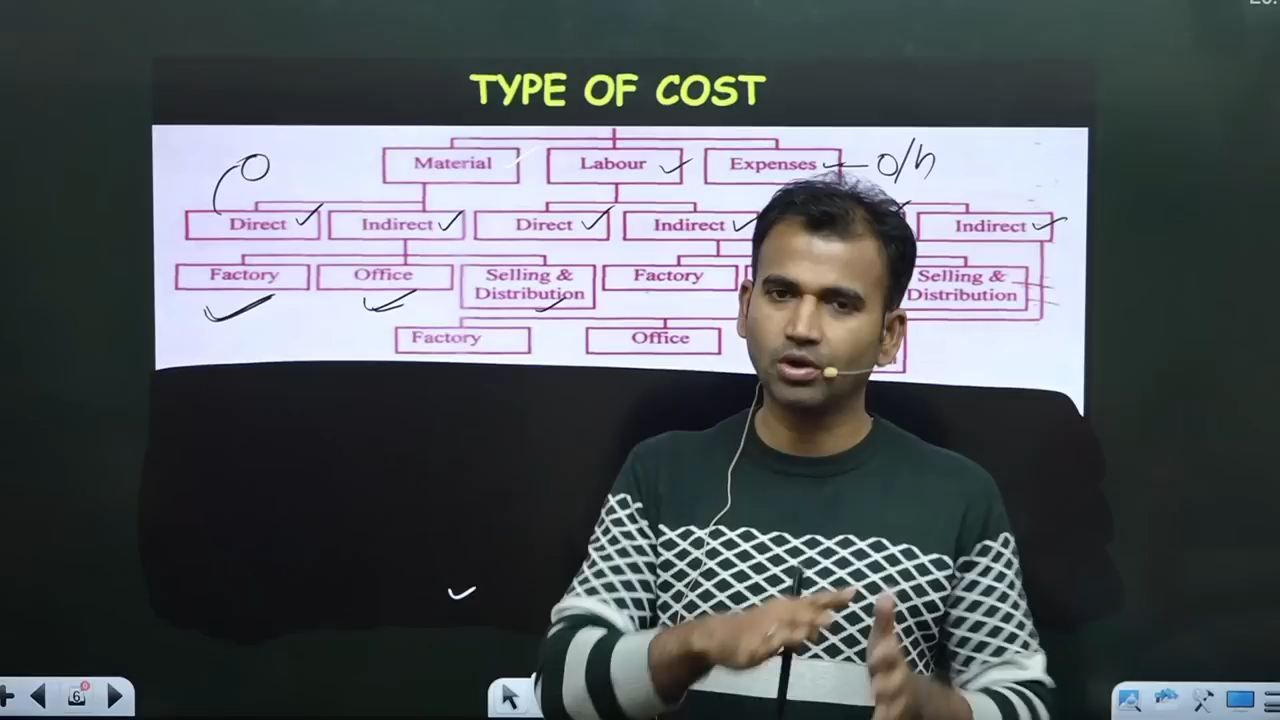 TYPE OF COST
Material Labour Expenses O/h
Direct Indirect Direct Indirect Indirect
Factory Office Selling & Distribution Factory Selling & Distribution
Factory Office
6